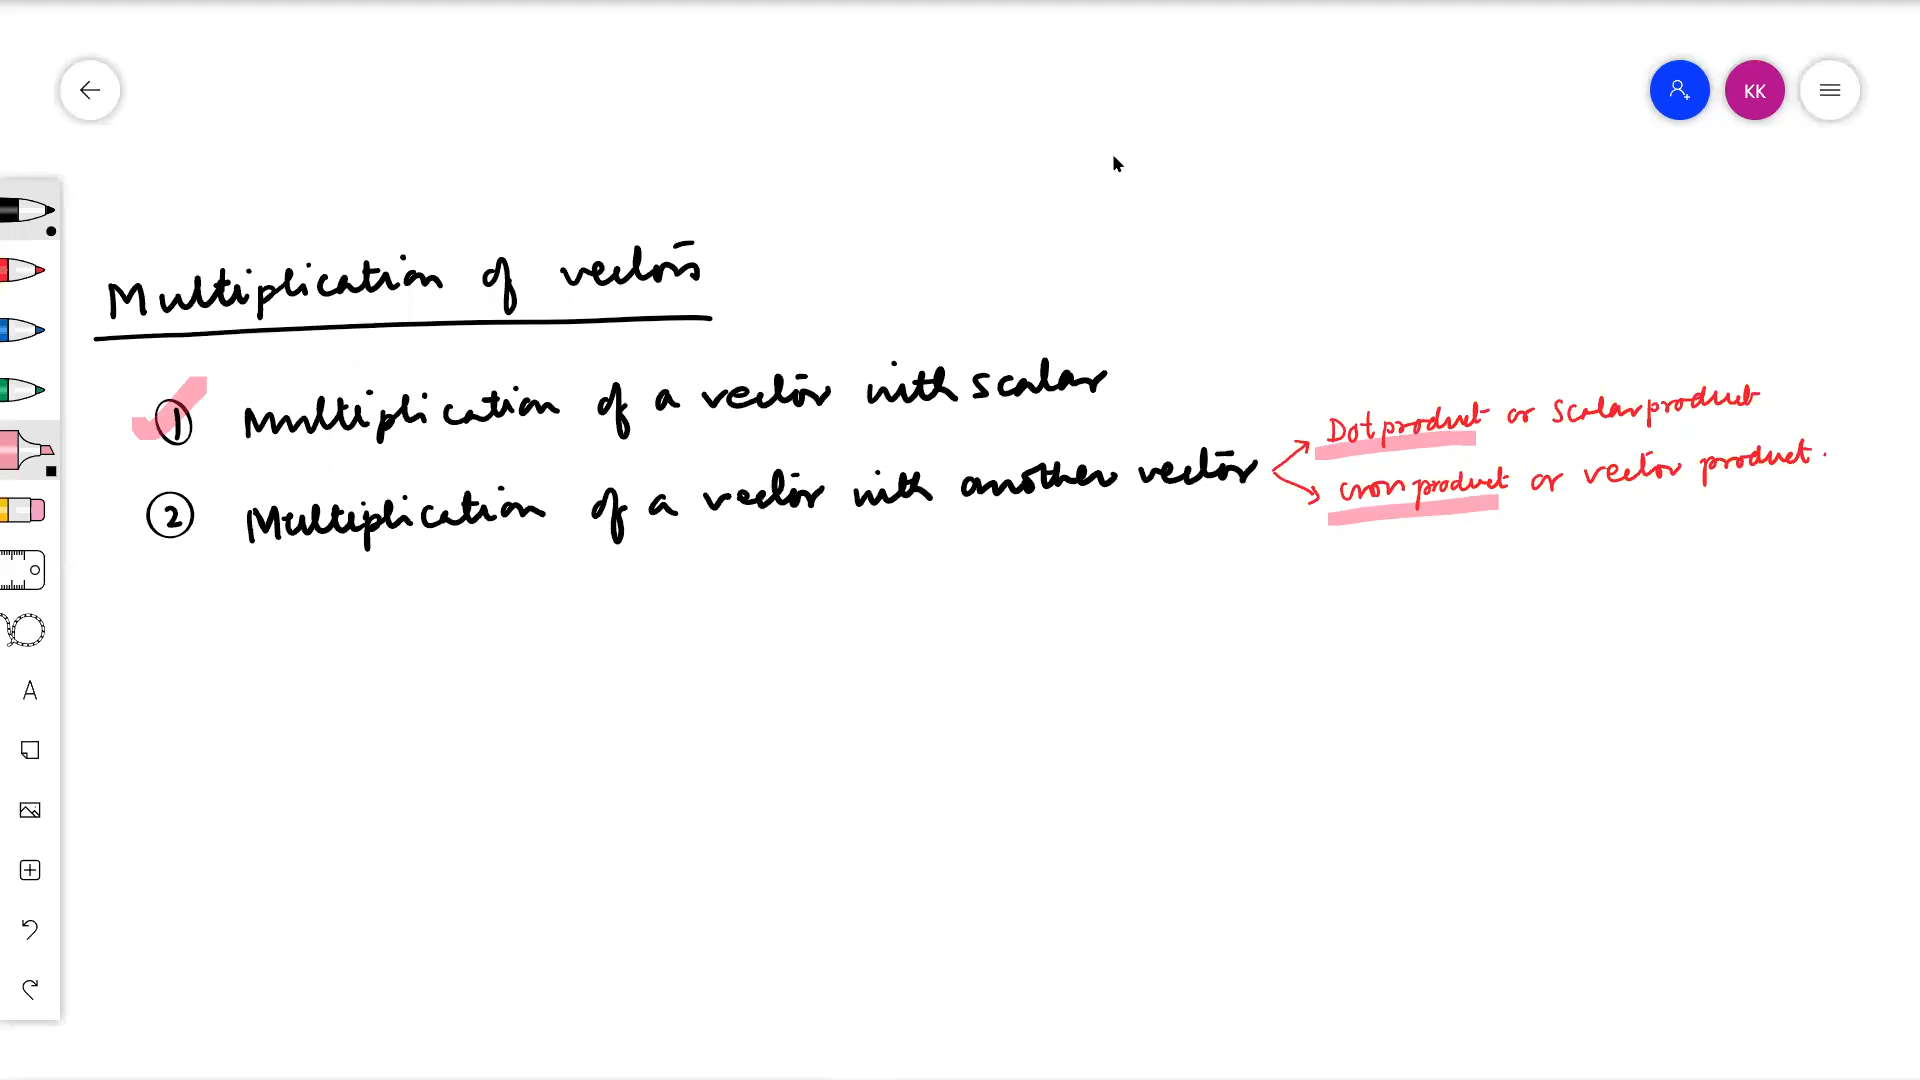 KK
Multiplication of vectors
① Multiplication of a vector with scalar
② Multiplication of a vector with another vector
Dot product or Scalar product
cross product or vector product.
A